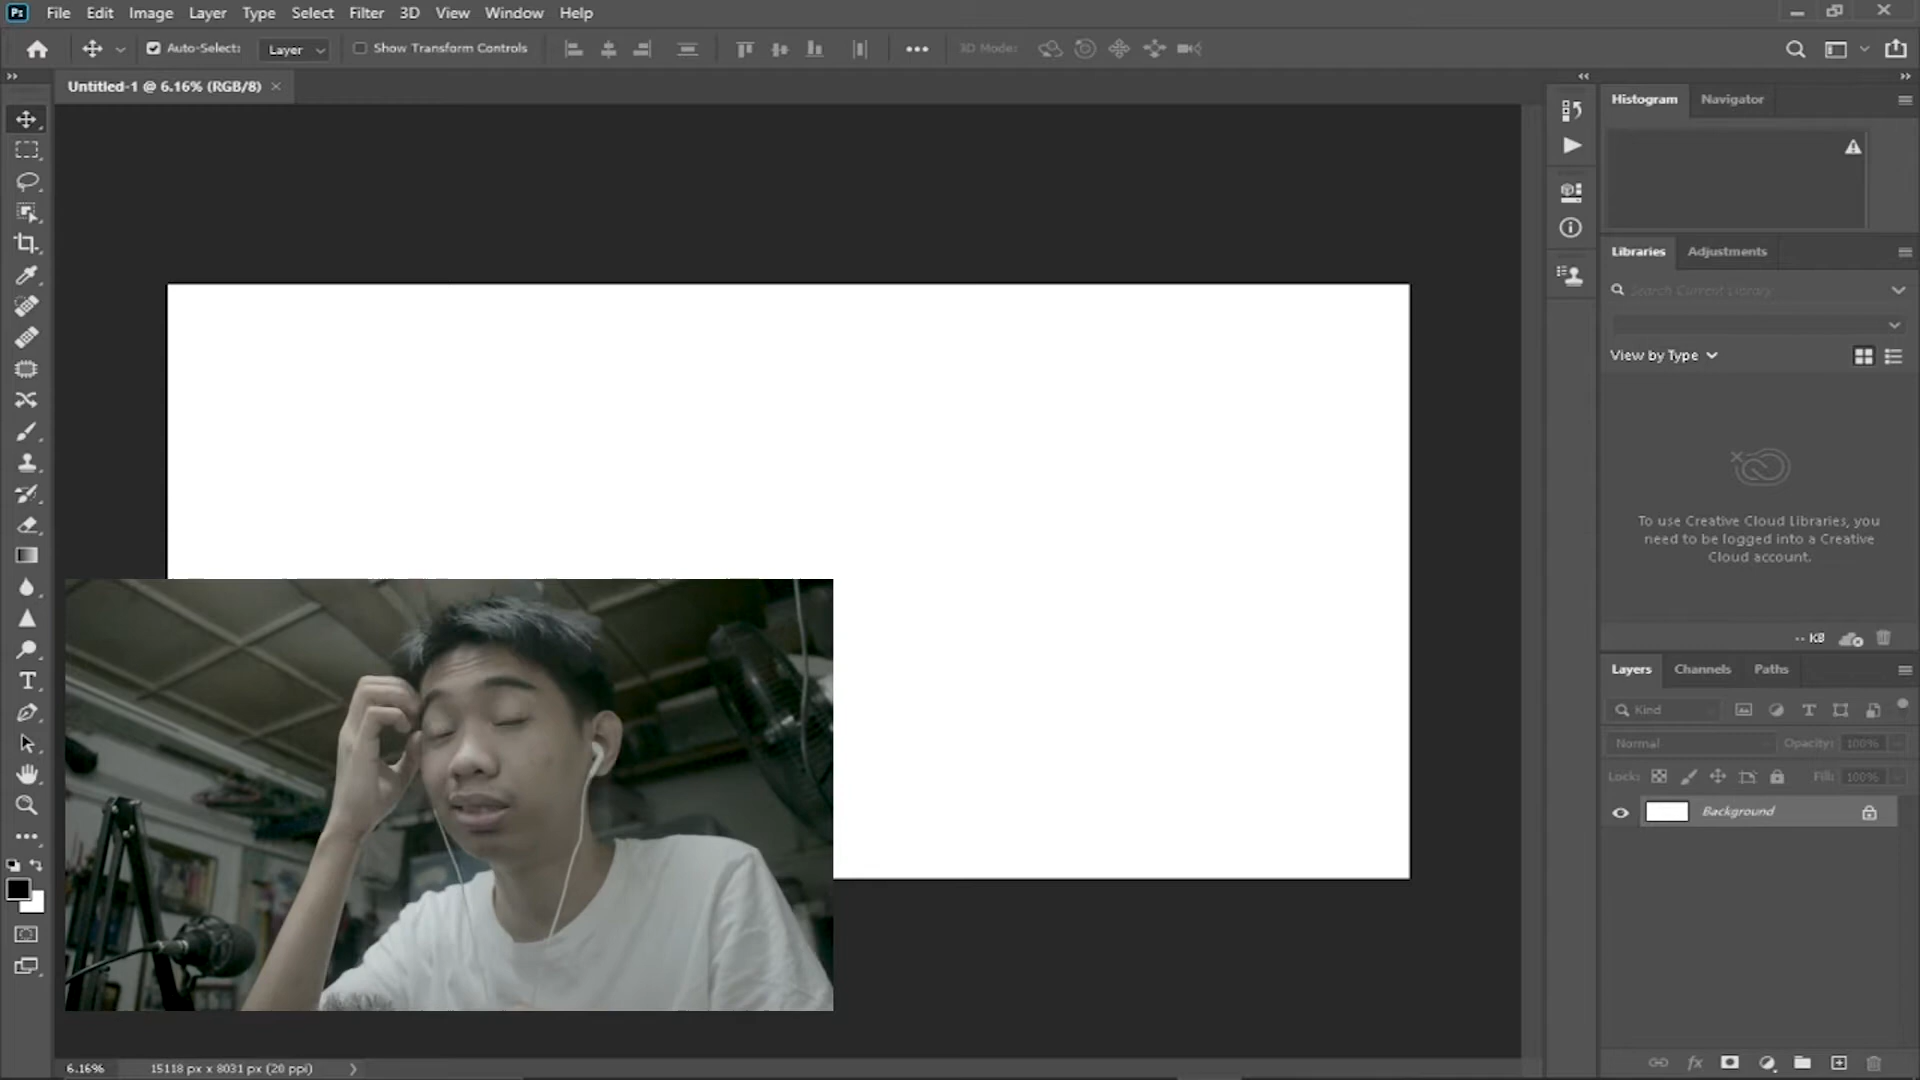 Ps File Edit Image Layer Type Select Filter 3D View Window Help
Auto-Select: Layer Show Transform Controls 3D Mode:
Untitled-1 @ 6.16% (RGB/8)
Histogram Navigator
Libraries Adjustments
Search Current Library
View by Type
To use Creative Cloud Libraries, you
need to be logged into a Creative
Cloud account.
-- KB
Layers Channels Paths
Kind
Normal Opacity: 100%
Lock: Fill: 100%
Background
6.16% 15118 px x 8031 px (20 ppi)